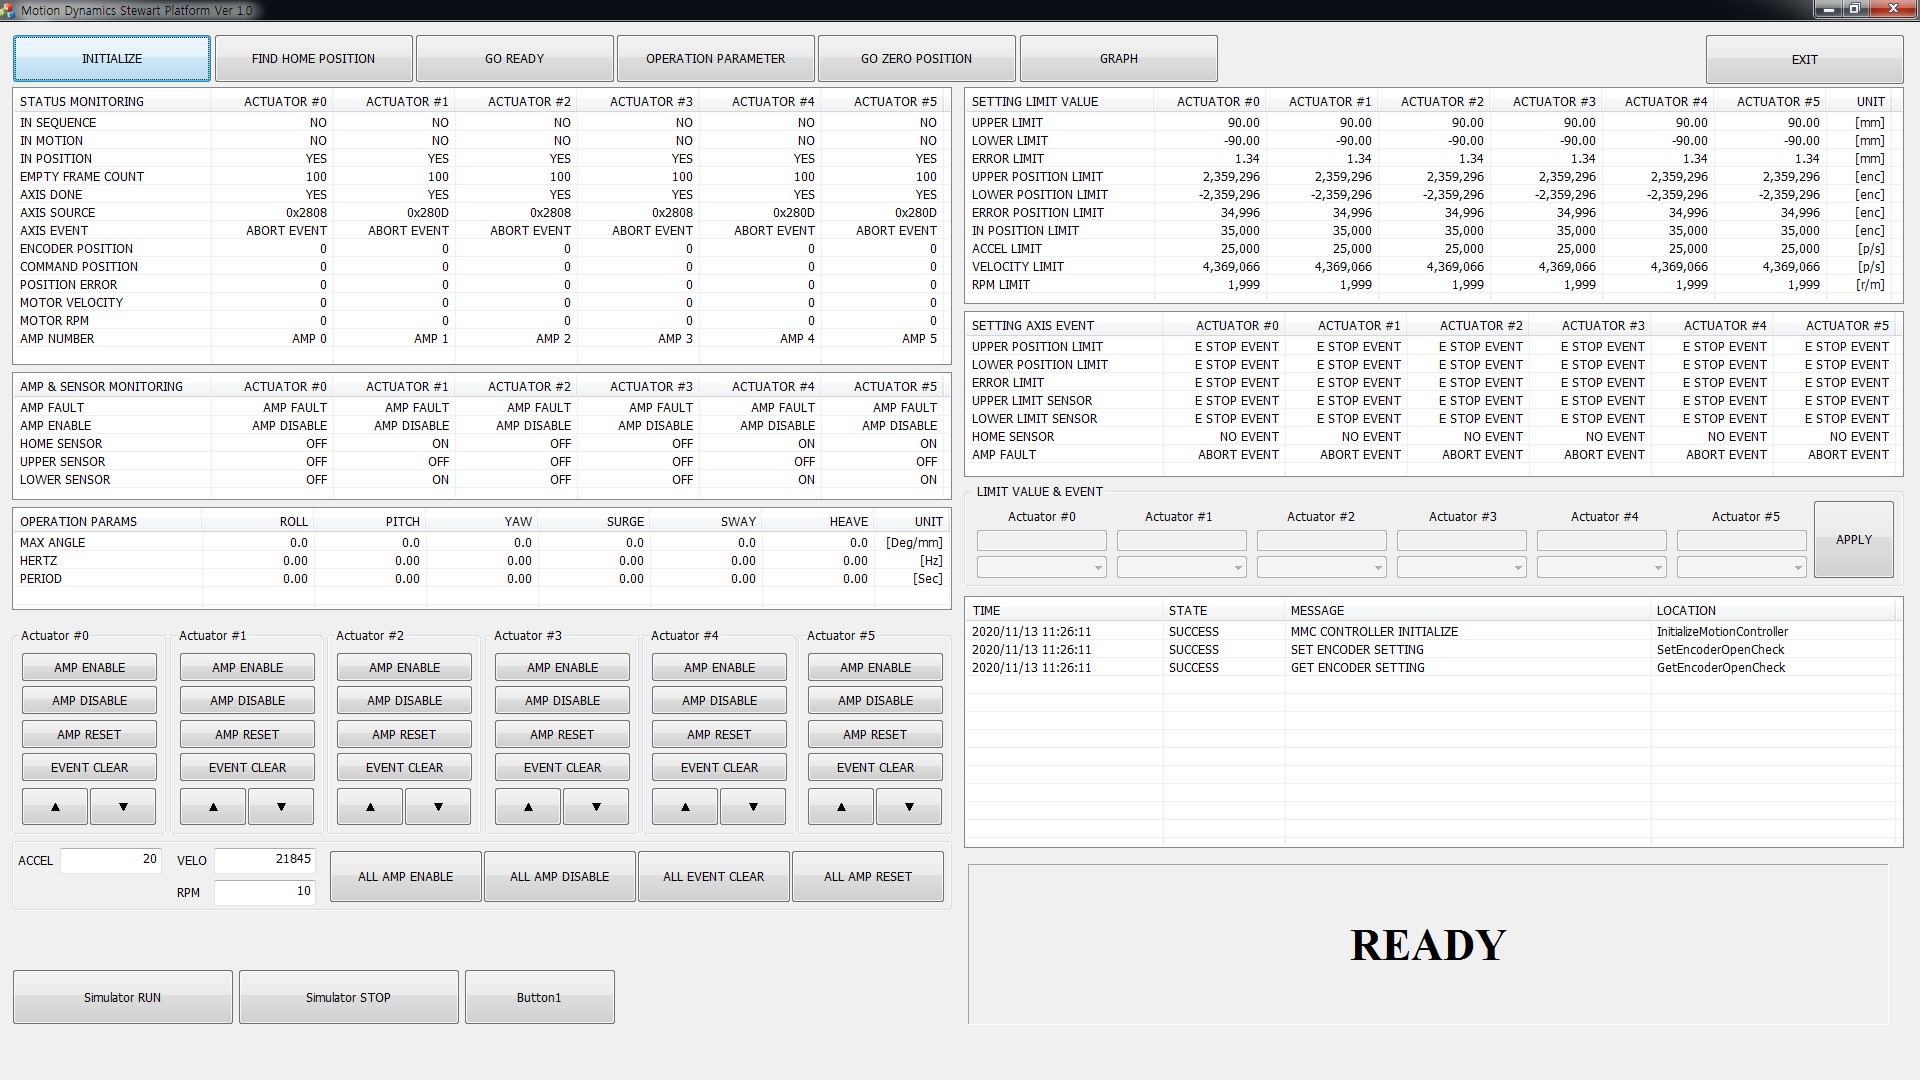 Motion Dynamics Stewart Platform Ver 1.0
INITIALIZE FIND HOME POSITION GO READY OPERATION PARAMETER GO ZERO POSITION GRAPH EXIT
STATUS MONITORING ACTUATOR #0 ACTUATOR #1 ACTUATOR #2 ACTUATOR #3 ACTUATOR #4 ACTUATOR #5
IN SEQUENCE NO NO NO NO NO NO
IN MOTION NO NO NO NO NO NO
IN POSITION YES YES YES YES YES YES
EMPTY FRAME COUNT 100 100 100 100 100 100
AXIS DONE YES YES YES YES YES YES
AXIS SOURCE 0x2808 0x280D 0x2808 0x2808 0x280D 0x280D
AXIS EVENT ABORT EVENT ABORT EVENT ABORT EVENT ABORT EVENT ABORT EVENT ABORT EVENT
ENCODER POSITION 0 0 0 0 0 0
COMMAND POSITION 0 0 0 0 0 0
POSITION ERROR 0 0 0 0 0 0
MOTOR VELOCITY 0 0 0 0 0 0
MOTOR RPM 0 0 0 0 0 0
AMP NUMBER AMP 0 AMP 1 AMP 2 AMP 3 AMP 4 AMP 5
AMP & SENSOR MONITORING ACTUATOR #0 ACTUATOR #1 ACTUATOR #2 ACTUATOR #3 ACTUATOR #4 ACTUATOR #5
AMP FAULT AMP FAULT AMP FAULT AMP FAULT AMP FAULT AMP FAULT AMP FAULT
AMP ENABLE AMP DISABLE AMP DISABLE AMP DISABLE AMP DISABLE AMP DISABLE AMP DISABLE
HOME SENSOR OFF ON OFF OFF ON ON
UPPER SENSOR OFF OFF OFF OFF OFF OFF
LOWER SENSOR OFF ON OFF OFF ON ON
OPERATION PARAMS ROLL PITCH YAW SURGE SWAY HEAVE UNIT
MAX ANGLE 0.0 0.0 0.0 0.0 0.0 0.0 [Deg/mm]
HERTZ 0.00 0.00 0.00 0.00 0.00 0.00 [Hz]
PERIOD 0.00 0.00 0.00 0.00 0.00 0.00 [Sec]
Actuator #0 Actuator #1 Actuator #2 Actuator #3 Actuator #4 Actuator #5
AMP ENABLE AMP ENABLE AMP ENABLE AMP ENABLE AMP ENABLE AMP ENABLE
AMP DISABLE AMP DISABLE AMP DISABLE AMP DISABLE AMP DISABLE AMP DISABLE
AMP RESET AMP RESET AMP RESET AMP RESET AMP RESET AMP RESET
EVENT CLEAR EVENT CLEAR EVENT CLEAR EVENT CLEAR EVENT CLEAR EVENT CLEAR
▲ ▼ ▲ ▼ ▲ ▼ ▲ ▼ ▲ ▼ ▲ ▼
ACCEL 20 VELO 21845
RPM 10
ALL AMP ENABLE ALL AMP DISABLE ALL EVENT CLEAR ALL AMP RESET
Simulator RUN Simulator STOP Button1
SETTING LIMIT VALUE ACTUATOR #0 ACTUATOR #1 ACTUATOR #2 ACTUATOR #3 ACTUATOR #4 ACTUATOR #5 UNIT
UPPER LIMIT 90.00 90.00 90.00 90.00 90.00 90.00 [mm]
LOWER LIMIT -90.00 -90.00 -90.00 -90.00 -90.00 -90.00 [mm]
ERROR LIMIT 1.34 1.34 1.34 1.34 1.34 1.34 [mm]
UPPER POSITION LIMIT 2,359,296 2,359,296 2,359,296 2,359,296 2,359,296 2,359,296 [enc]
LOWER POSITION LIMIT -2,359,296 -2,359,296 -2,359,296 -2,359,296 -2,359,296 -2,359,296 [enc]
ERROR POSITION LIMIT 34,996 34,996 34,996 34,996 34,996 34,996 [enc]
IN POSITION LIMIT 35,000 35,000 35,000 35,000 35,000 35,000 [enc]
ACCEL LIMIT 25,000 25,000 25,000 25,000 25,000 25,000 [p/s]
VELOCITY LIMIT 4,369,066 4,369,066 4,369,066 4,369,066 4,369,066 4,369,066 [p/s]
RPM LIMIT 1,999 1,999 1,999 1,999 1,999 1,999 [r/m]
SETTING AXIS EVENT ACTUATOR #0 ACTUATOR #1 ACTUATOR #2 ACTUATOR #3 ACTUATOR #4 ACTUATOR #5
UPPER POSITION LIMIT E STOP EVENT E STOP EVENT E STOP EVENT E STOP EVENT E STOP EVENT E STOP EVENT
LOWER POSITION LIMIT E STOP EVENT E STOP EVENT E STOP EVENT E STOP EVENT E STOP EVENT E STOP EVENT
ERROR LIMIT E STOP EVENT E STOP EVENT E STOP EVENT E STOP EVENT E STOP EVENT E STOP EVENT
UPPER LIMIT SENSOR E STOP EVENT E STOP EVENT E STOP EVENT E STOP EVENT E STOP EVENT E STOP EVENT
LOWER LIMIT SENSOR E STOP EVENT E STOP EVENT E STOP EVENT E STOP EVENT E STOP EVENT E STOP EVENT
HOME SENSOR NO EVENT NO EVENT NO EVENT NO EVENT NO EVENT NO EVENT
AMP FAULT ABORT EVENT ABORT EVENT ABORT EVENT ABORT EVENT ABORT EVENT ABORT EVENT
LIMIT VALUE & EVENT
Actuator #0 Actuator #1 Actuator #2 Actuator #3 Actuator #4 Actuator #5
APPLY
TIME STATE MESSAGE LOCATION
2020/11/13 11:26:11 SUCCESS MMC CONTROLLER INITIALIZE InitializeMotionController
2020/11/13 11:26:11 SUCCESS SET ENCODER SETTING SetEncoderOpenCheck
2020/11/13 11:26:11 SUCCESS GET ENCODER SETTING GetEncoderOpenCheck
READY